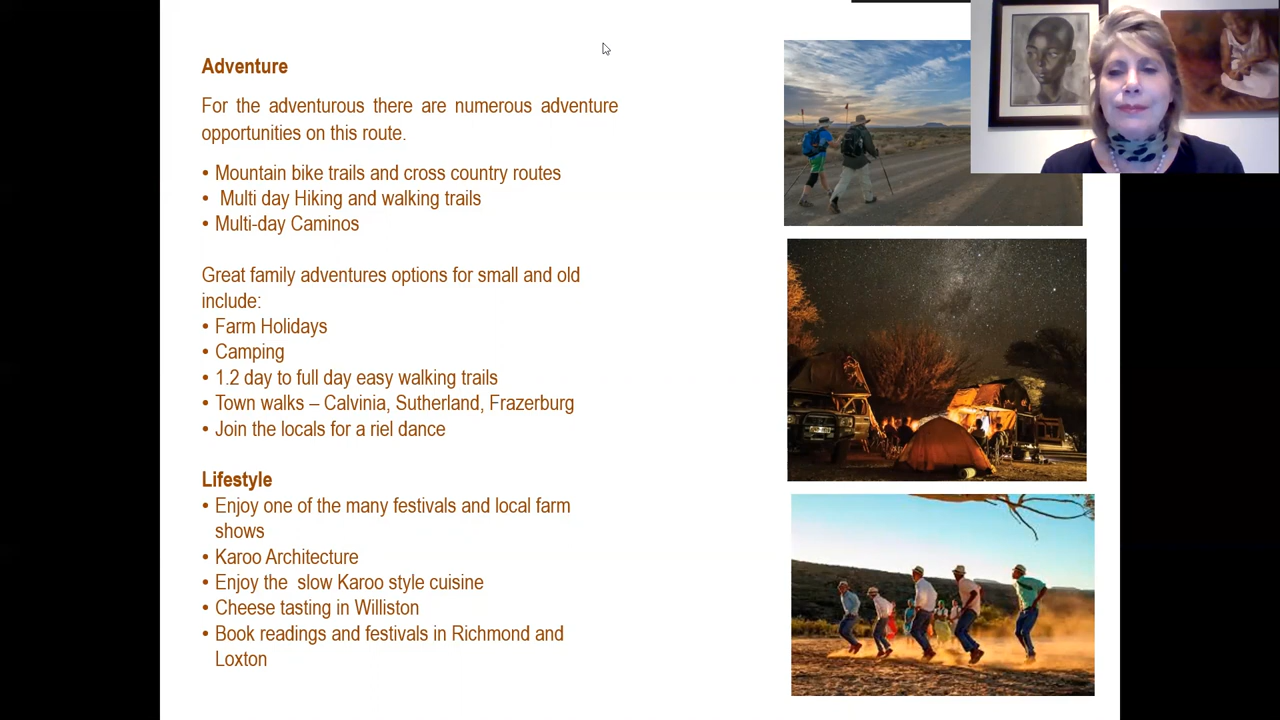 Adventure
For the adventurous there are numerous adventure
opportunities on this route.
• Mountain bike trails and cross country routes
• Multi day Hiking and walking trails
• Multi-day Caminos
Great family adventures options for small and old
include:
• Farm Holidays
• Camping
• 1.2 day to full day easy walking trails
• Town walks – Calvinia, Sutherland, Frazerburg
• Join the locals for a riel dance
Lifestyle
• Enjoy one of the many festivals and local farm
shows
• Karoo Architecture
• Enjoy the  slow Karoo style cuisine
• Cheese tasting in Williston
• Book readings and festivals in Richmond and
Loxton